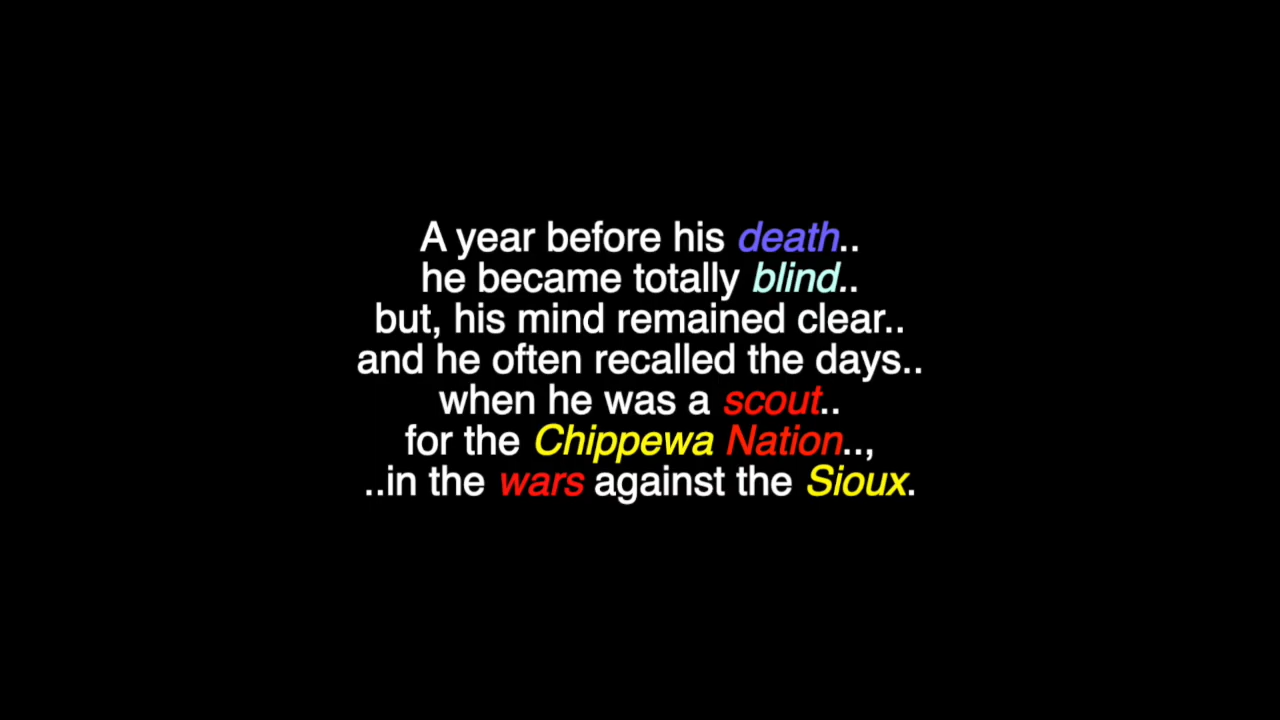 A year before his death..
he became totally blind..
but, his mind remained clear..
and he often recalled the days..
when he was a scout..
for the Chippewa Nation..,
..in the wars against the Sioux.